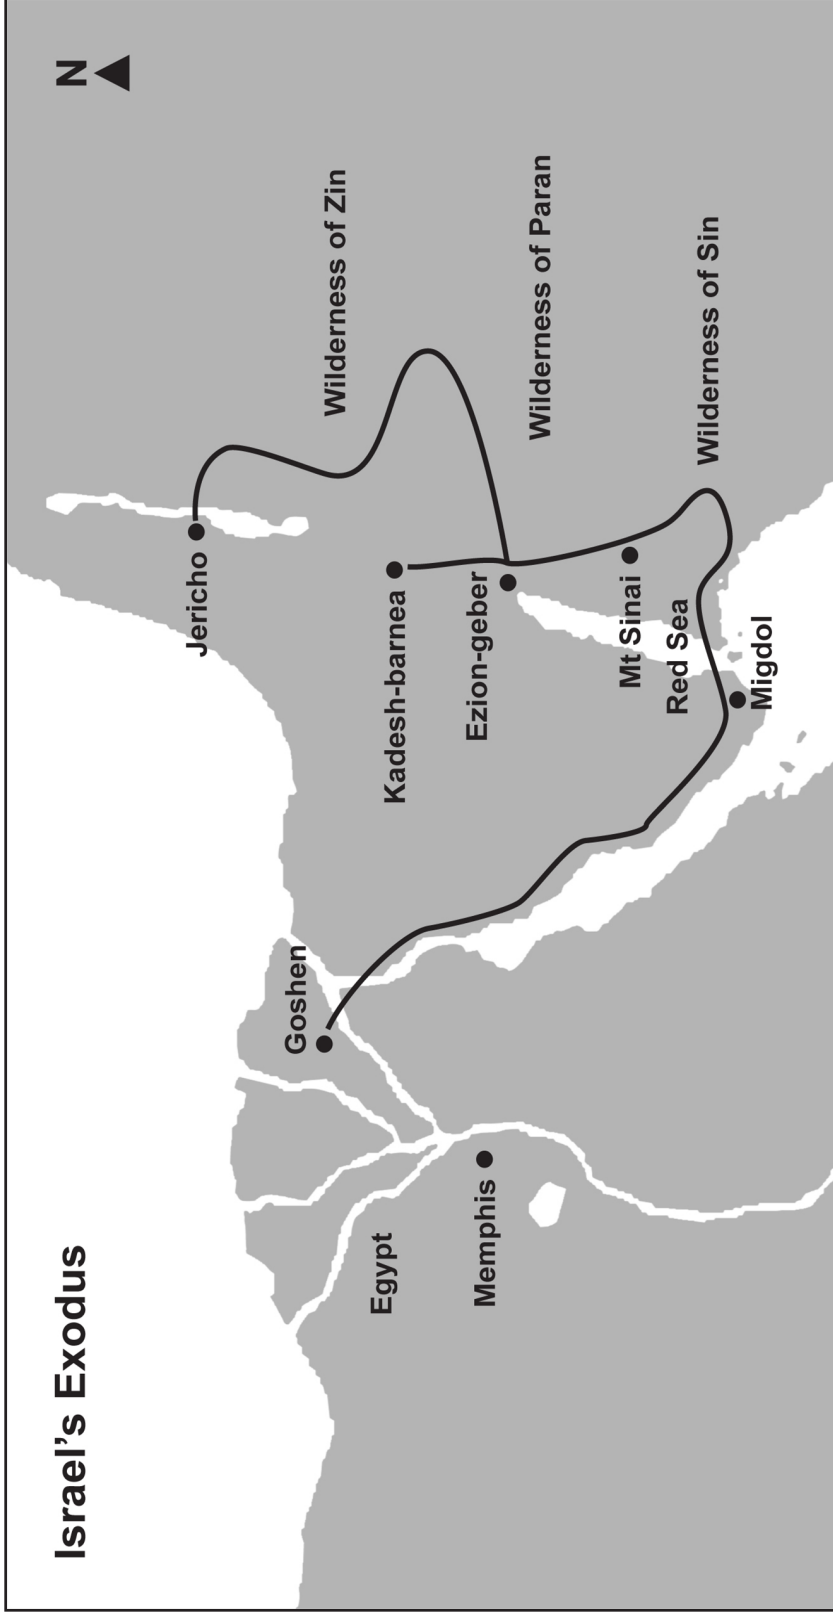 Israel's Exodus
N
Jericho
Wilderness of Zin
Goshen
Kadesh-barnea
Egypt
Ezion-geber
Wilderness of Paran
Memphis
Mt Sinai
Red Sea
Wilderness of Sin
Migdol